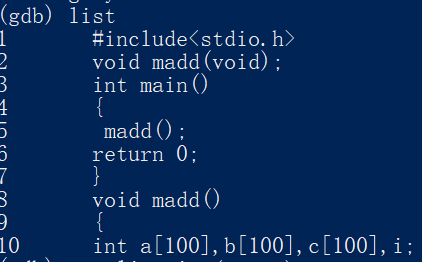 (gdb) list
1 #include<stdio.h>
2 void madd(void);
3 int main()
4 {
5 madd();
6 return 0;
7 }
8 void madd()
9 {
10 int a[100],b[100],c[100],i;